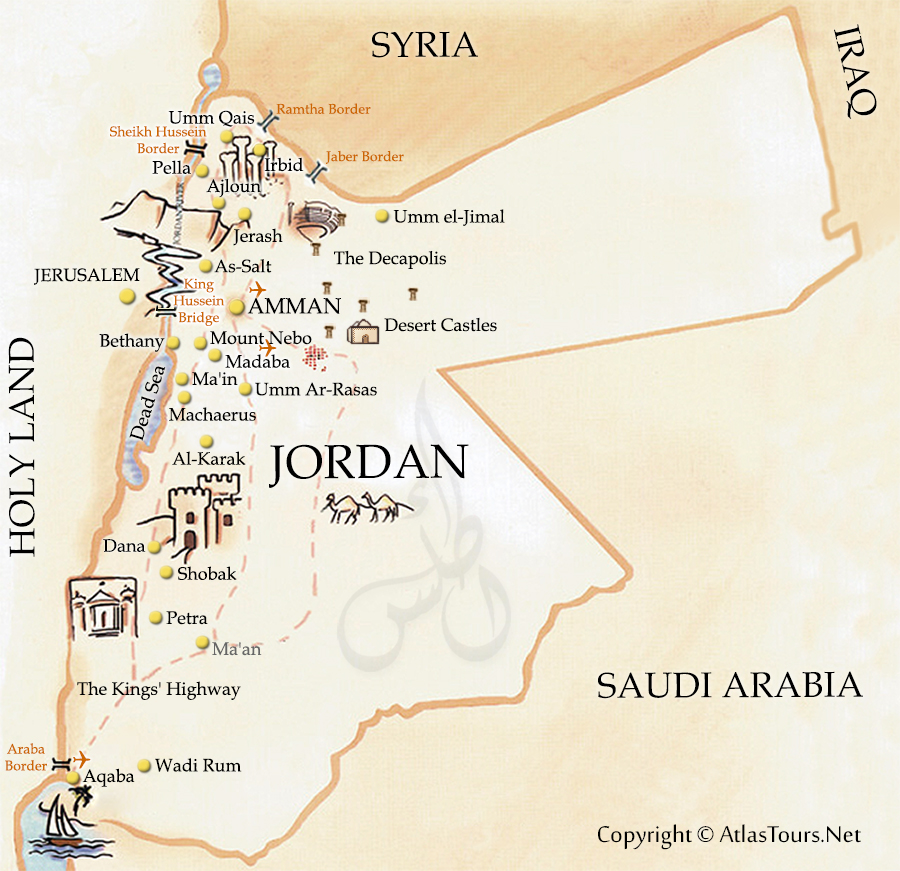 SYRIA
IRAQ
Umm Qais
Ramtha Border
Sheikh Hussein
Border
Irbid
Jaber Border
Pella
Ajloun
JORDAN RIVER
Umm el-Jimal
Jerash
The Decapolis
As-Salt
JERUSALEM
King
Hussein
Bridge
AMMAN
Desert Castles
Bethany
Mount Nebo
Madaba
Ma'in
Umm Ar-Rasas
Dead Sea
Machaerus
HOLY LAND
Al-Karak
JORDAN
Dana
Shobak
Petra
Ma'an
The Kings' Highway
SAUDI ARABIA
Araba
Border
Wadi Rum
Aqaba
Copyright © AtlasTours.Net